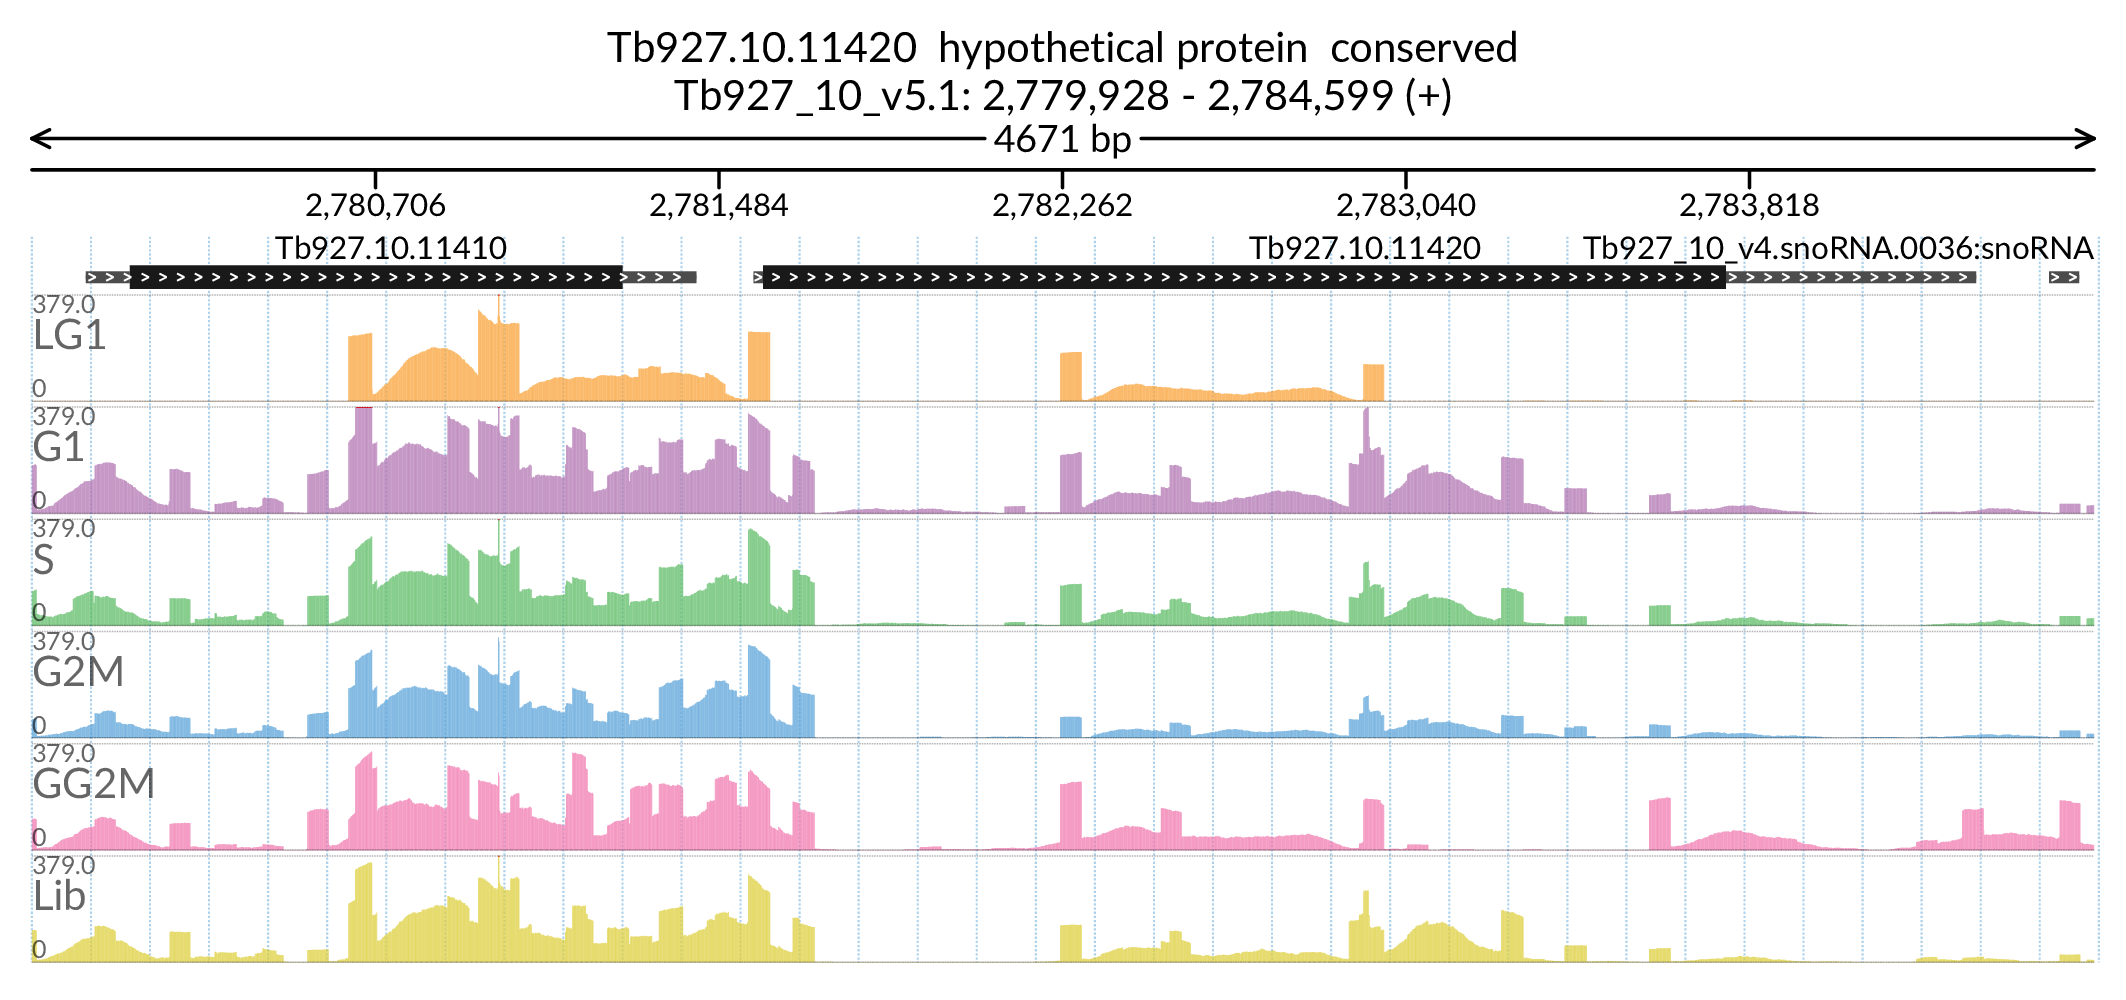 Tb927.10.11420  hypothetical protein  conserved
Tb927_10_v5.1: 2,779,928 - 2,784,599 (+)
4671 bp
2,780,706 2,781,484 2,782,262 2,783,040 2,783,818
Tb927.10.11410 Tb927.10.11420 Tb927_10_v4.snoRNA.0036:snoRNA
379.0
LG1
0
379.0
G1
0
379.0
S
0
379.0
G2M
0
379.0
GG2M
0
379.0
Lib
0